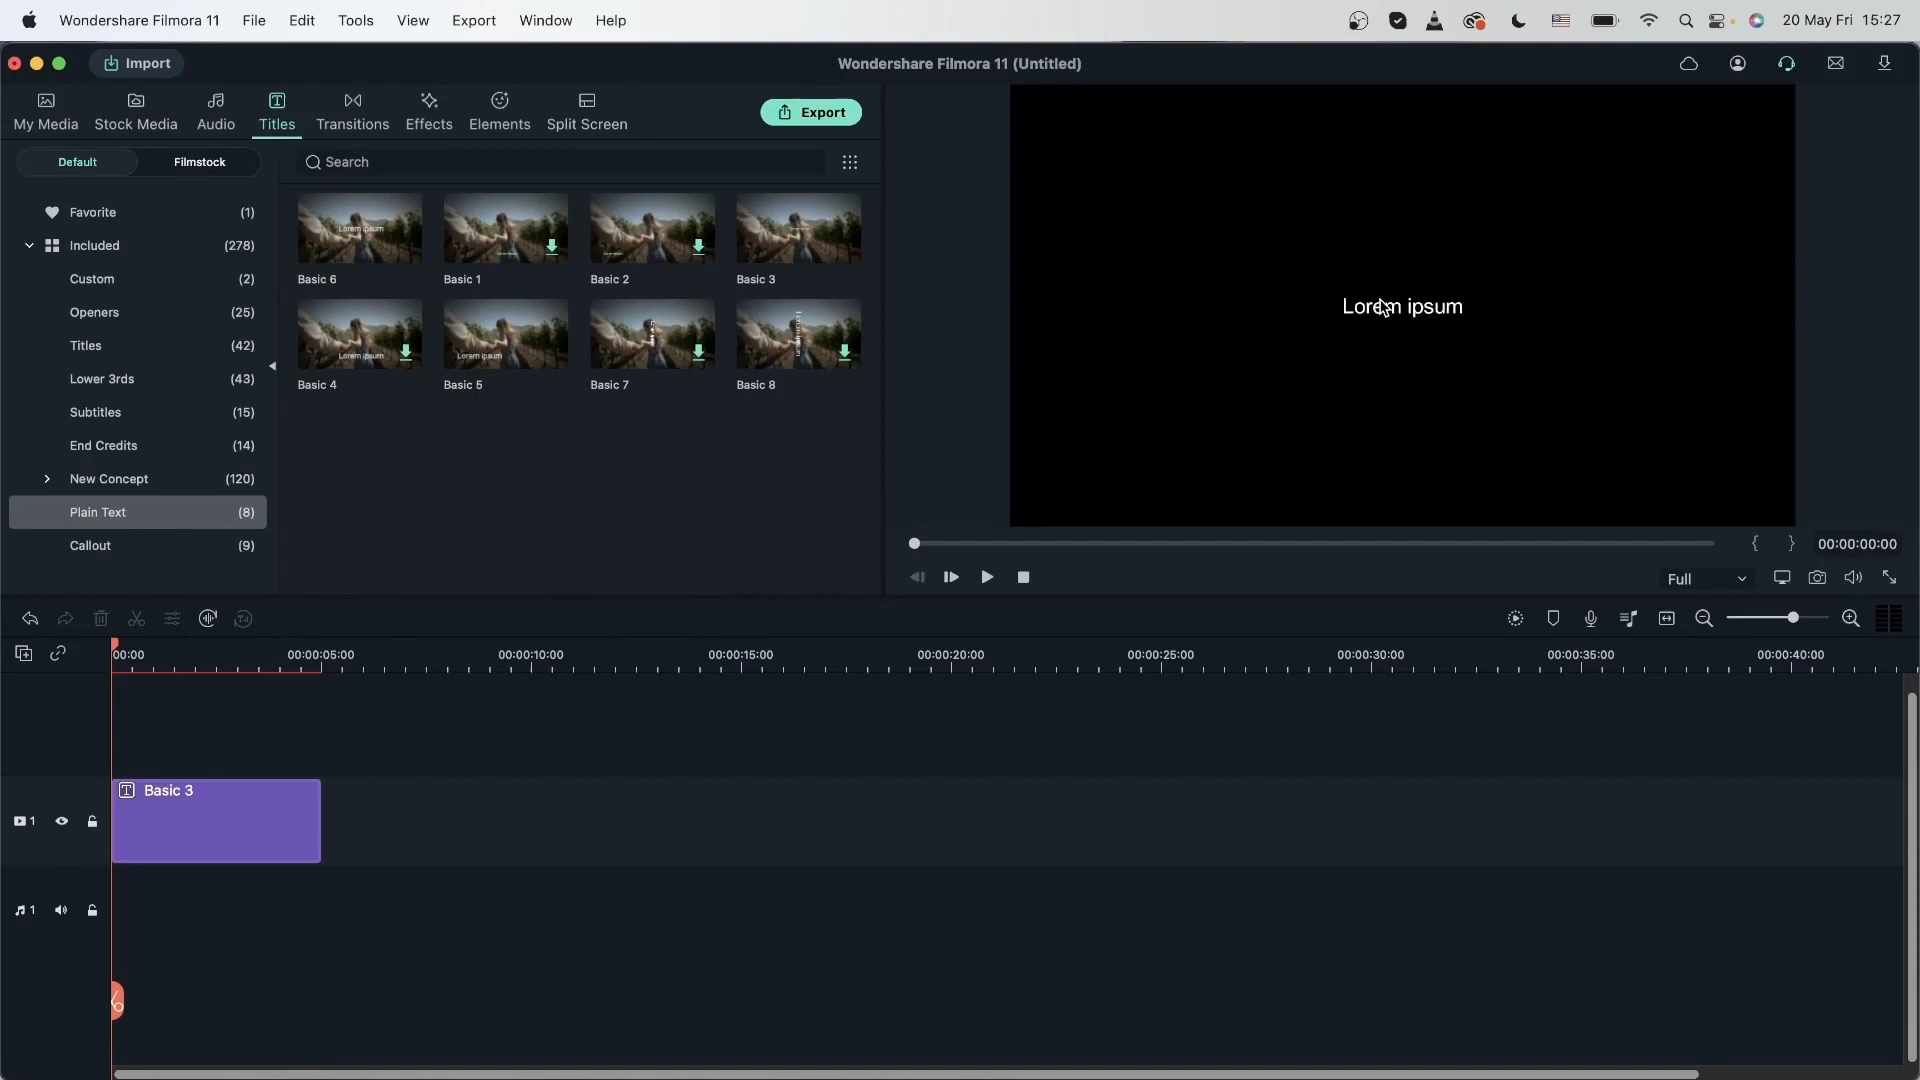 Wondershare Filmora 11 File Edit Tools View Export Window Help 20 May Fri 15:27
Import Wondershare Filmora 11 (Untitled)
My Media Stock Media Audio Titles Transitions Effects Elements Split Screen Export
Default Filmstock Search
Favorite (1)
Included (278)
Custom (2)
Openers (25)
Titles (42)
Lower 3rds (43)
Subtitles (15)
End Credits (14)
New Concept (120)
Plain Text (8)
Callout (9)
Lorem ipsum
Basic 6 Basic 1 Basic 2 Basic 3
Lorem ipsum Lorem ipsum
Basic 4 Basic 5 Basic 7 Basic 8
Lorem ipsum
00:00:00:00
Full
00:00 00:00:05:00 00:00:10:00 00:00:15:00 00:00:20:00 00:00:25:00 00:00:30:00 00:00:35:00 00:00:40:00
T Basic 3
1
1